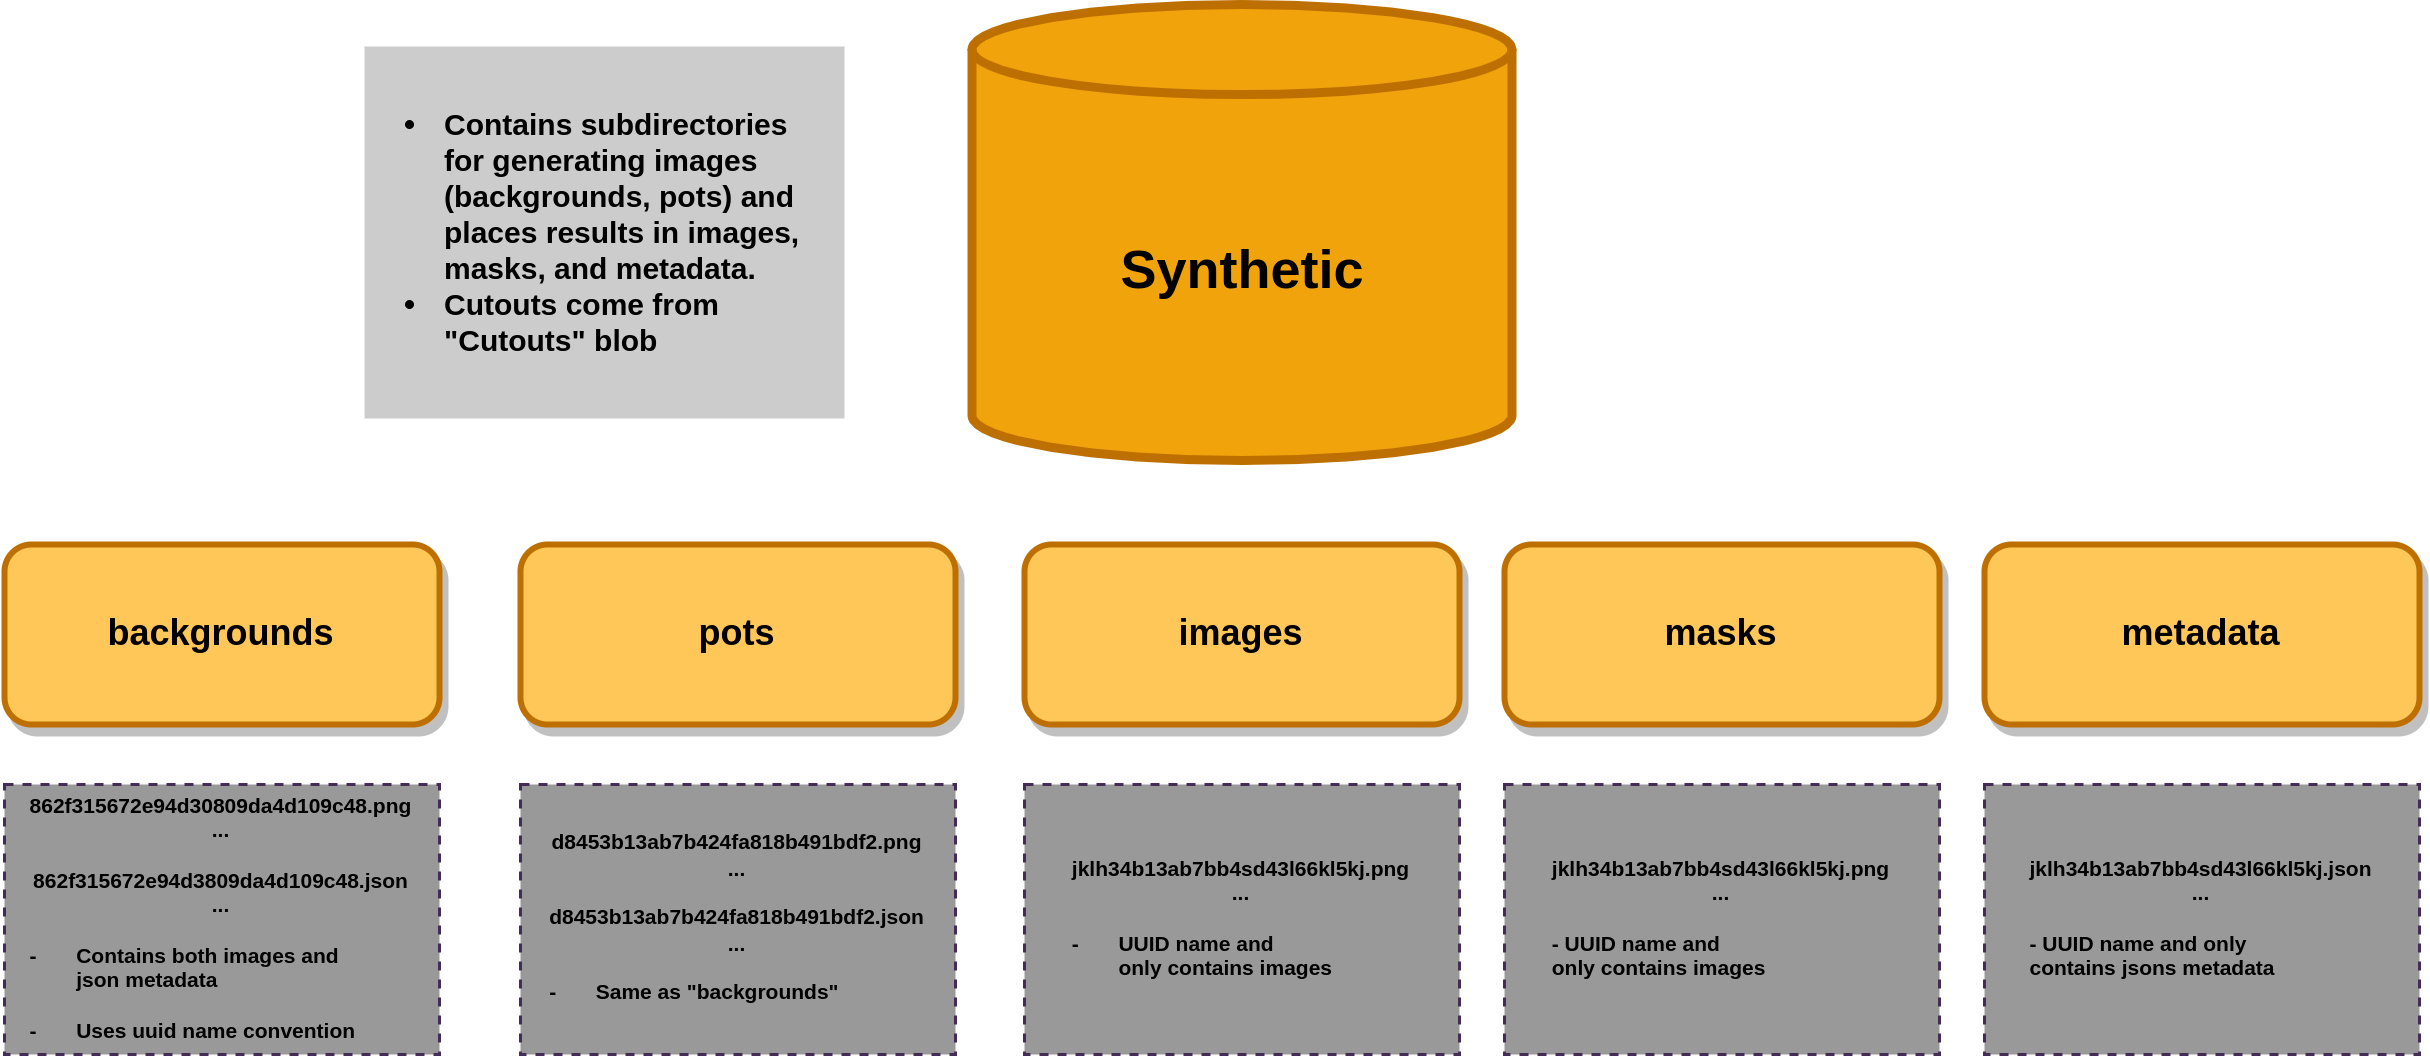 • Contains subdirectories
for generating images
(backgrounds, pots) and
places results in images,
masks, and metadata.
• Cutouts come from
"Cutouts" blob
Synthetic
backgrounds
pots
images
masks
metadata
862f315672e94d30809da4d109c48.png
...
862f315672e94d3809da4d109c48.json
...
- Contains both images and
json metadata
- Uses uuid name convention
d8453b13ab7b424fa818b491bdf2.png
...
d8453b13ab7b424fa818b491bdf2.json
...
- Same as "backgrounds"
jklh34b13ab7bb4sd43l66kl5kj.png
...
- UUID name and
only contains images
jklh34b13ab7bb4sd43l66kl5kj.png
...
- UUID name and
only contains images
jklh34b13ab7bb4sd43l66kl5kj.json
...
- UUID name and only
contains jsons metadata